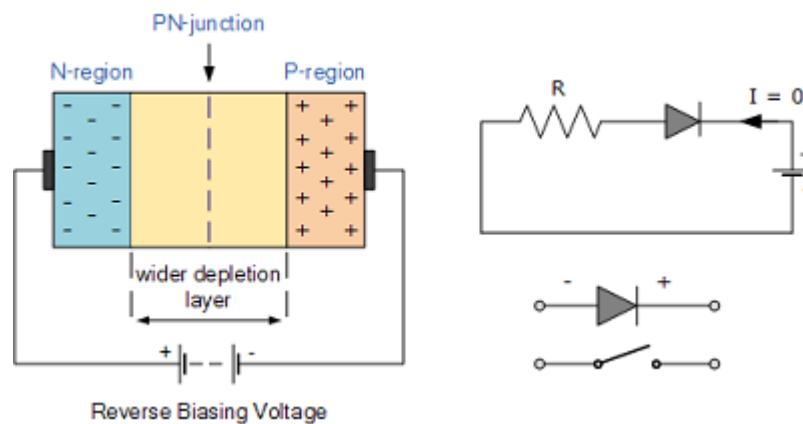 PN-junction
N-region
P-region
wider depletion
layer
+
-
Reverse Biasing Voltage
R
I = 0
-
+